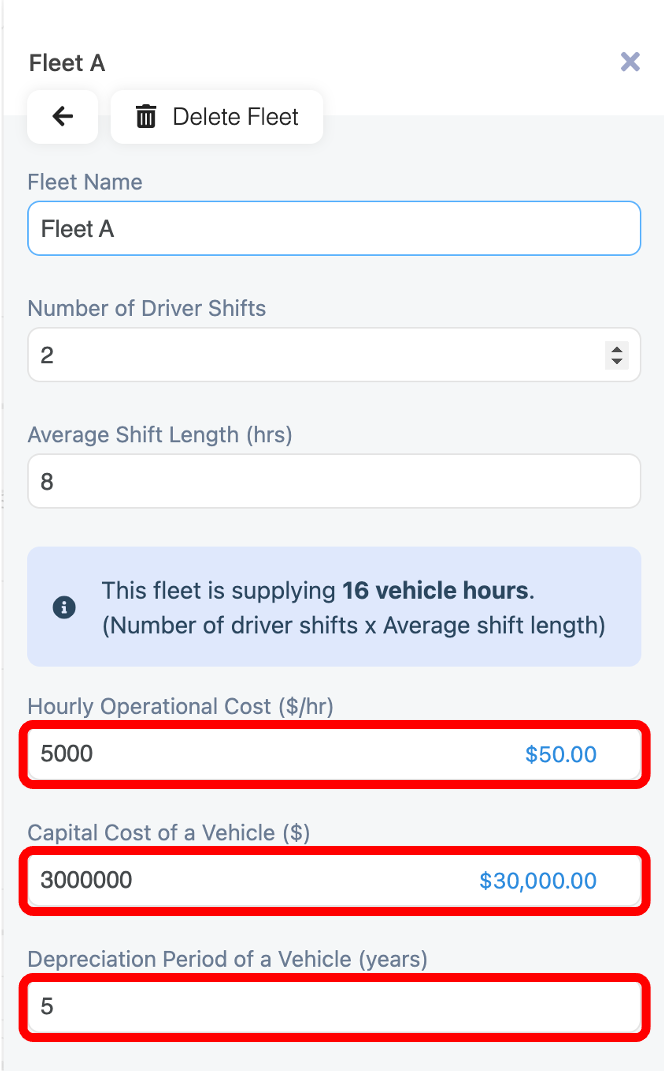 Fleet A
Delete Fleet
Fleet Name
Fleet A
Number of Driver Shifts
2
Average Shift Length (hrs)
8
This fleet is supplying 16 vehicle hours.
(Number of driver shifts x Average shift length)
Hourly Operational Cost ($/hr)
5000 $50.00
Capital Cost of a Vehicle ($)
3000000 $30,000.00
Depreciation Period of a Vehicle (years)
5